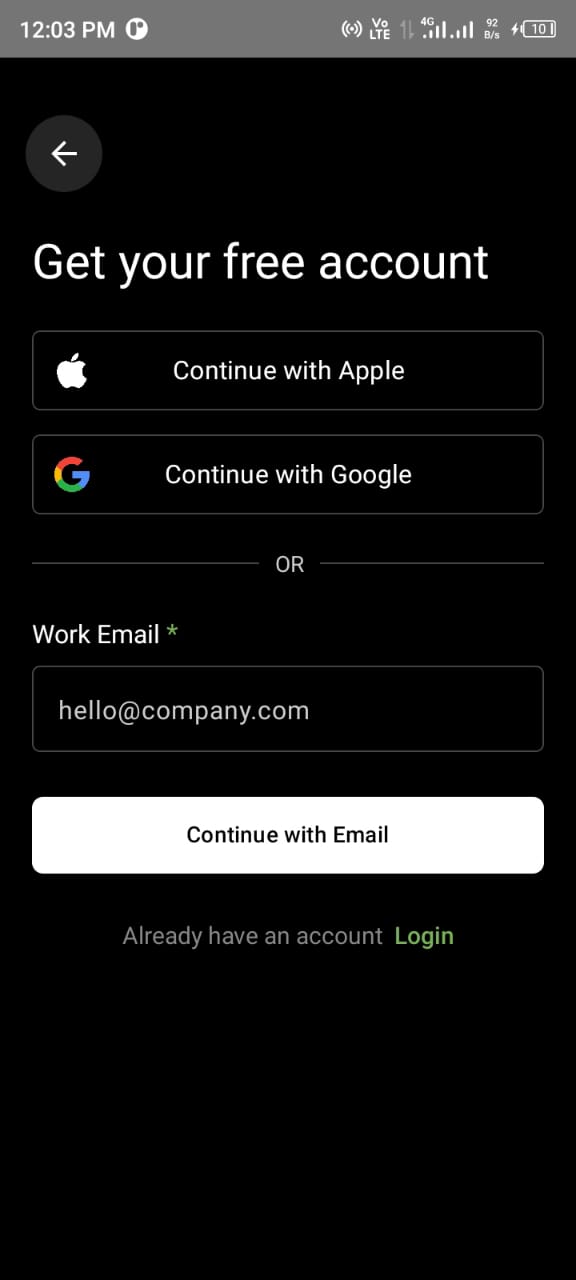 12:03 PM Vo LTE 4G 92 B/s 10
Get your free account
Continue with Apple
Continue with Google
OR
Work Email *
hello@company.com
Continue with Email
Already have an account Login